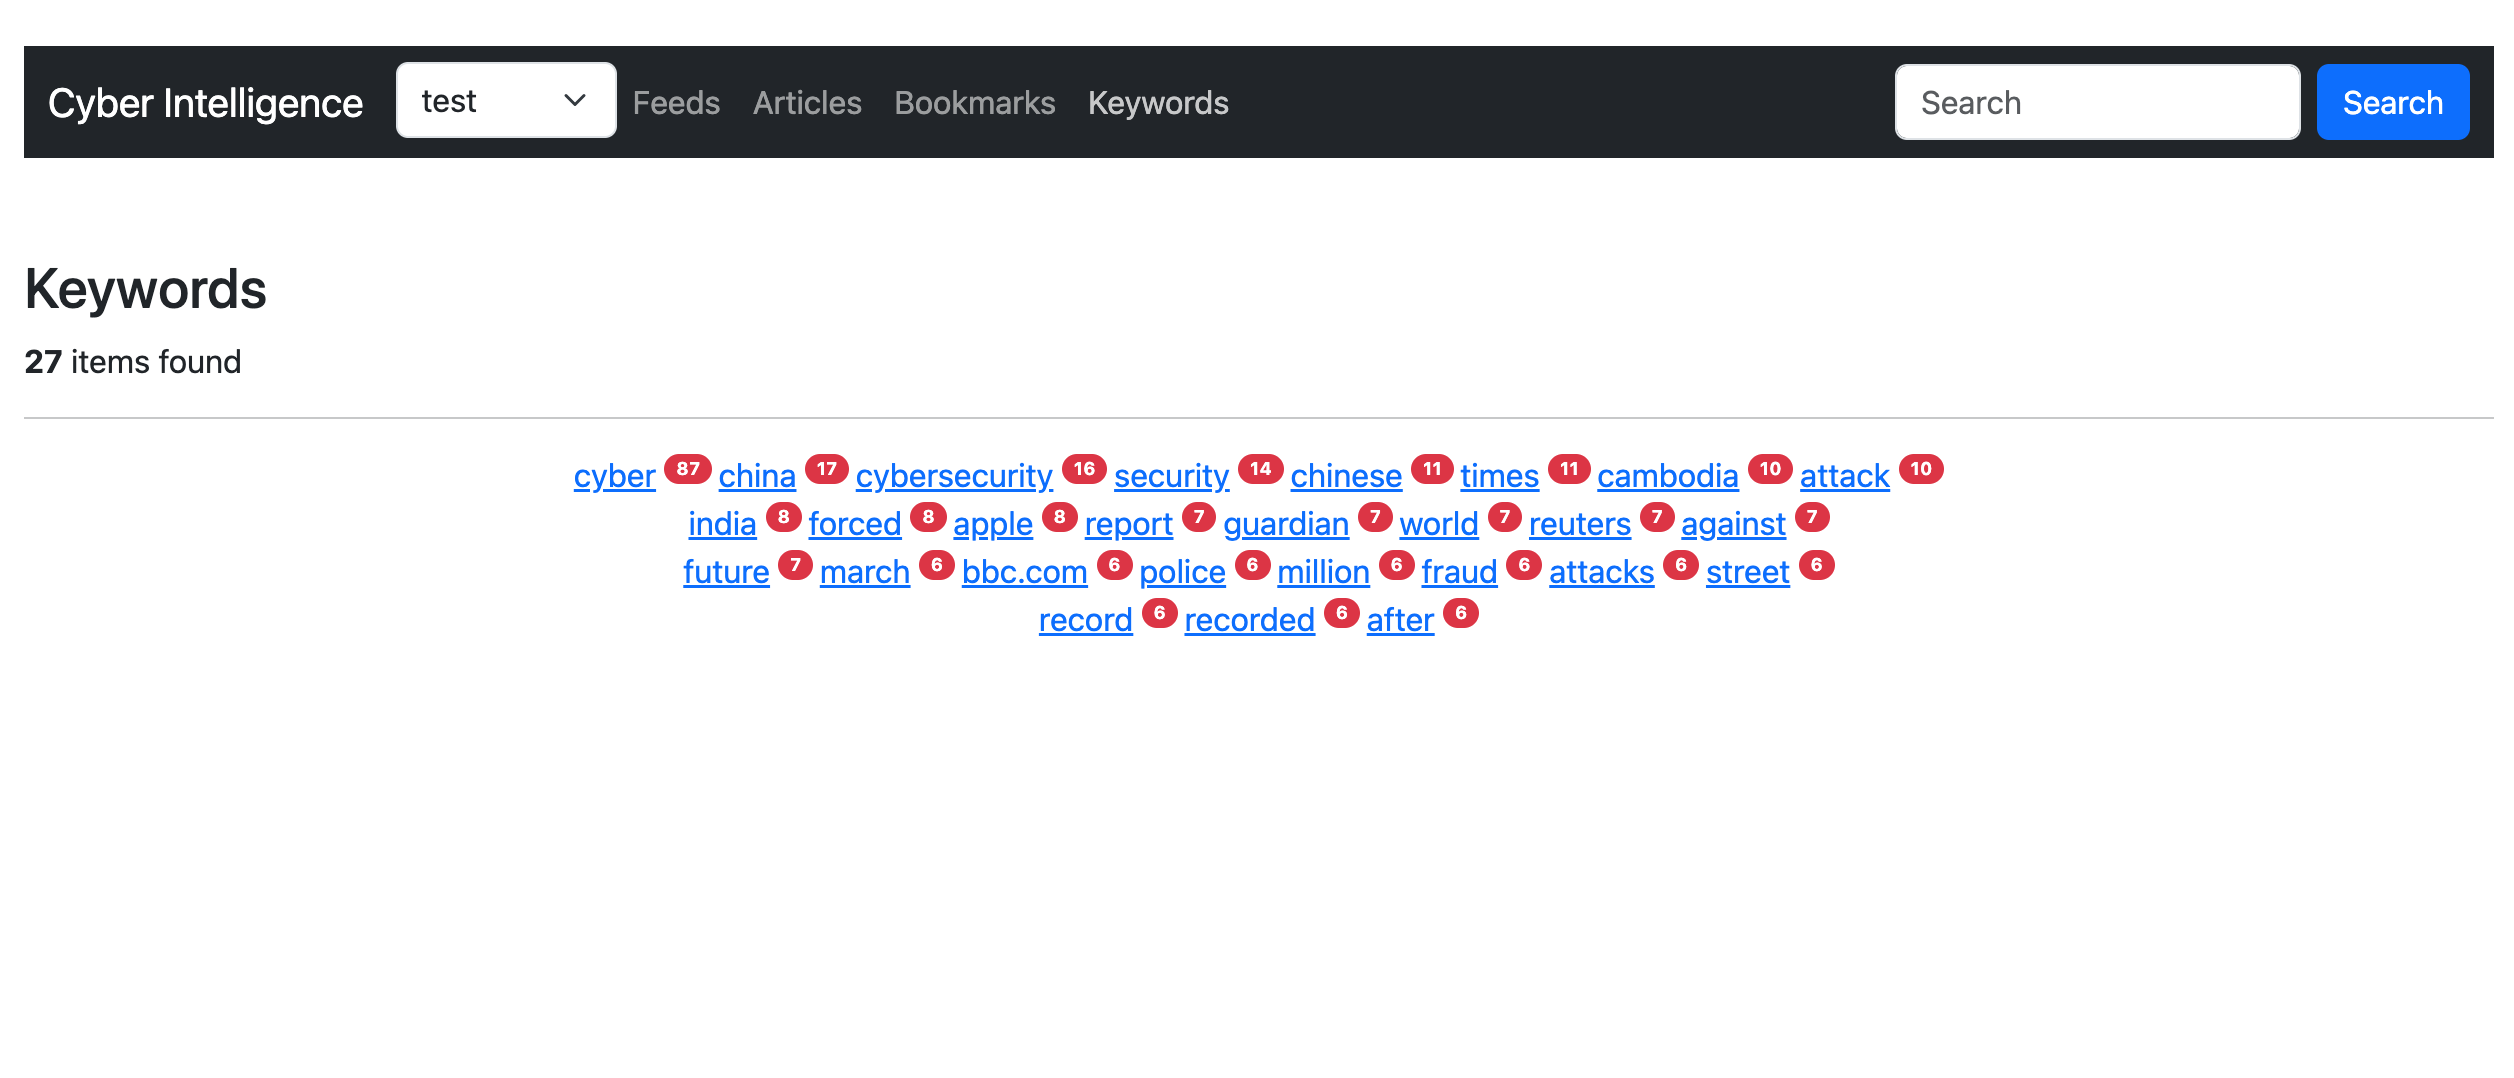 Cyber Intelligence test Feeds Articles Bookmarks Keywords Search Search
Keywords
27 items found
cyber 87 china 17 cybersecurity 16 security 14 chinese 11 times 11 cambodia 10 attack 10
india 8 forced 8 apple 8 report 7 guardian 7 world 7 reuters 7 against 7
future 7 march 6 bbc.com 6 police 6 million 6 fraud 6 attacks 6 street 6
record 6 recorded 6 after 6